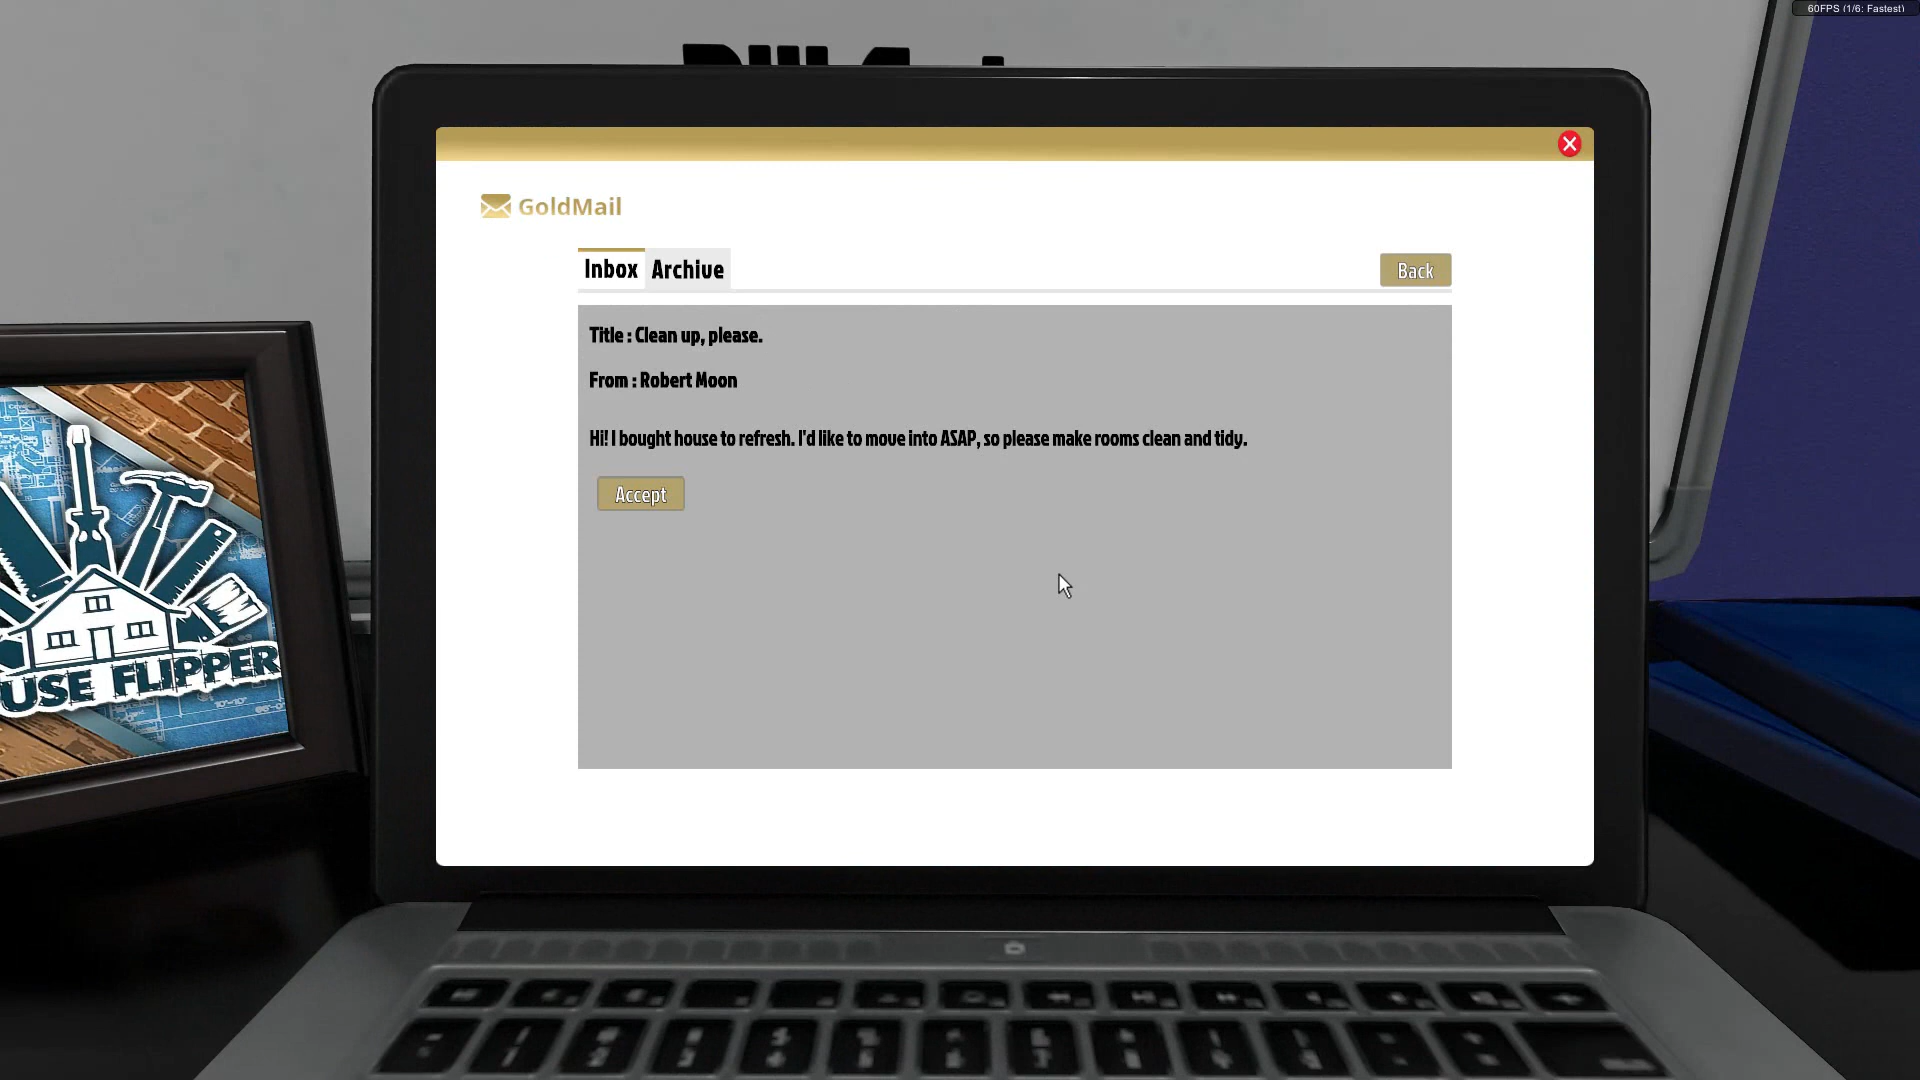 60FPS (1/6: Fastest)
GoldMail
Inbox
Archive
Back
Title : Clean up, please.
From : Robert Moon
Hi! I bought house to refresh. I'd like to move into ASAP, so please make rooms clean and tidy.
Accept
USE FLIPPER